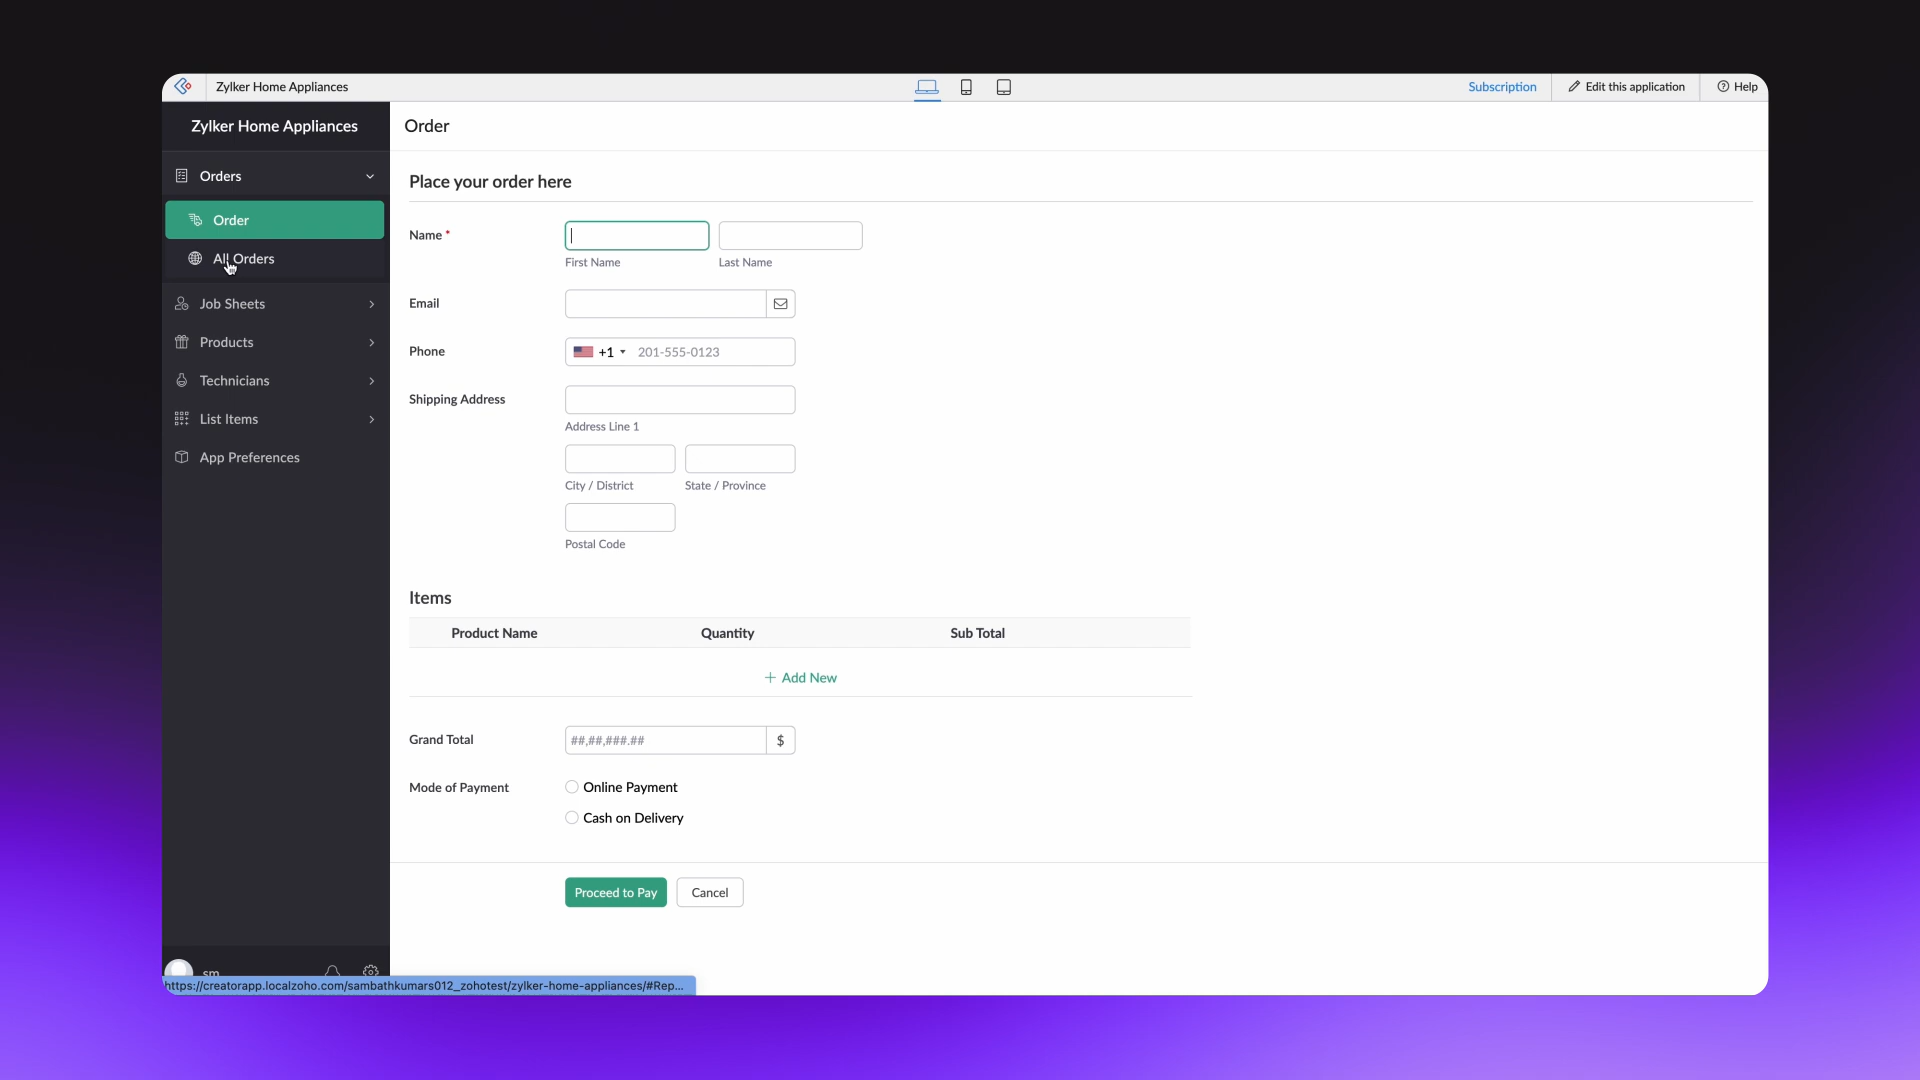 Zylker Home Appliances
Subscription
Edit this application
Help
Zylker Home Appliances
Order
Orders
Order
All Orders
Job Sheets
Products
Technicians
List Items
App Preferences
Place your order here
Name *
First Name
Last Name
Email
Phone
+1
201-555-0123
Shipping Address
Address Line 1
City / District
State / Province
Postal Code
Items
Product Name
Quantity
Sub Total
+ Add New
Grand Total
##,##,###.##
$
Mode of Payment
Online Payment
Cash on Delivery
Proceed to Pay
Cancel
sm
https://creatorapp.localzoho.com/sambathkumars012_zohotest/zylker-home-appliances/#Rep...